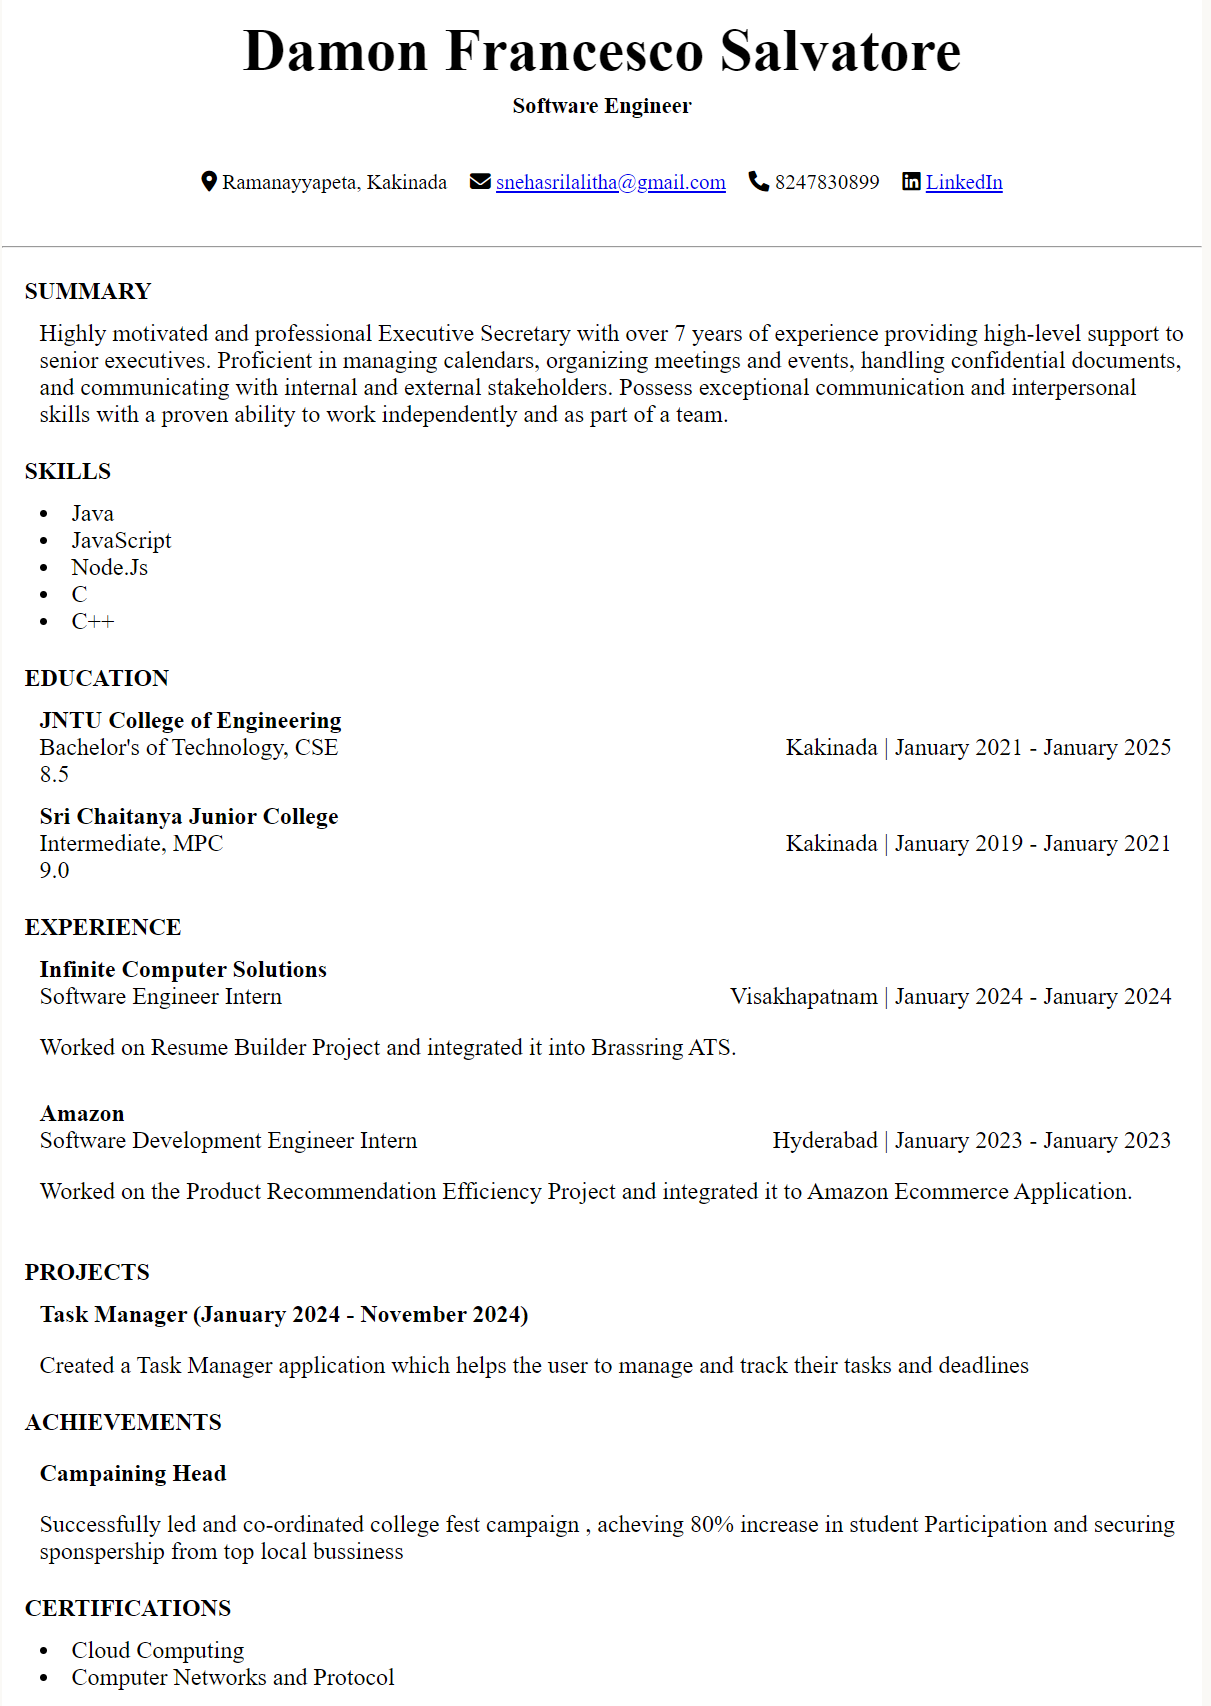 Damon Francesco Salvatore
Software Engineer
Ramanayyapeta, Kakinada snehasrilalitha@gmail.com 8247830899 LinkedIn
SUMMARY
Highly motivated and professional Executive Secretary with over 7 years of experience providing high-level support to
senior executives. Proficient in managing calendars, organizing meetings and events, handling confidential documents,
and communicating with internal and external stakeholders. Possess exceptional communication and interpersonal
skills with a proven ability to work independently and as part of a team.
SKILLS
• Java
• JavaScript
• Node.Js
• C
• C++
EDUCATION
JNTU College of Engineering
Bachelor's of Technology, CSE Kakinada | January 2021 - January 2025
8.5
Sri Chaitanya Junior College
Intermediate, MPC Kakinada | January 2019 - January 2021
9.0
EXPERIENCE
Infinite Computer Solutions
Software Engineer Intern Visakhapatnam | January 2024 - January 2024
Worked on Resume Builder Project and integrated it into Brassring ATS.
Amazon
Software Development Engineer Intern Hyderabad | January 2023 - January 2023
Worked on the Product Recommendation Efficiency Project and integrated it to Amazon Ecommerce Application.
PROJECTS
Task Manager (January 2024 - November 2024)
Created a Task Manager application which helps the user to manage and track their tasks and deadlines
ACHIEVEMENTS
Campaining Head
Successfully led and co-ordinated college fest campaign , acheving 80% increase in student Participation and securing
sponspership from top local bussiness
CERTIFICATIONS
• Cloud Computing
• Computer Networks and Protocol